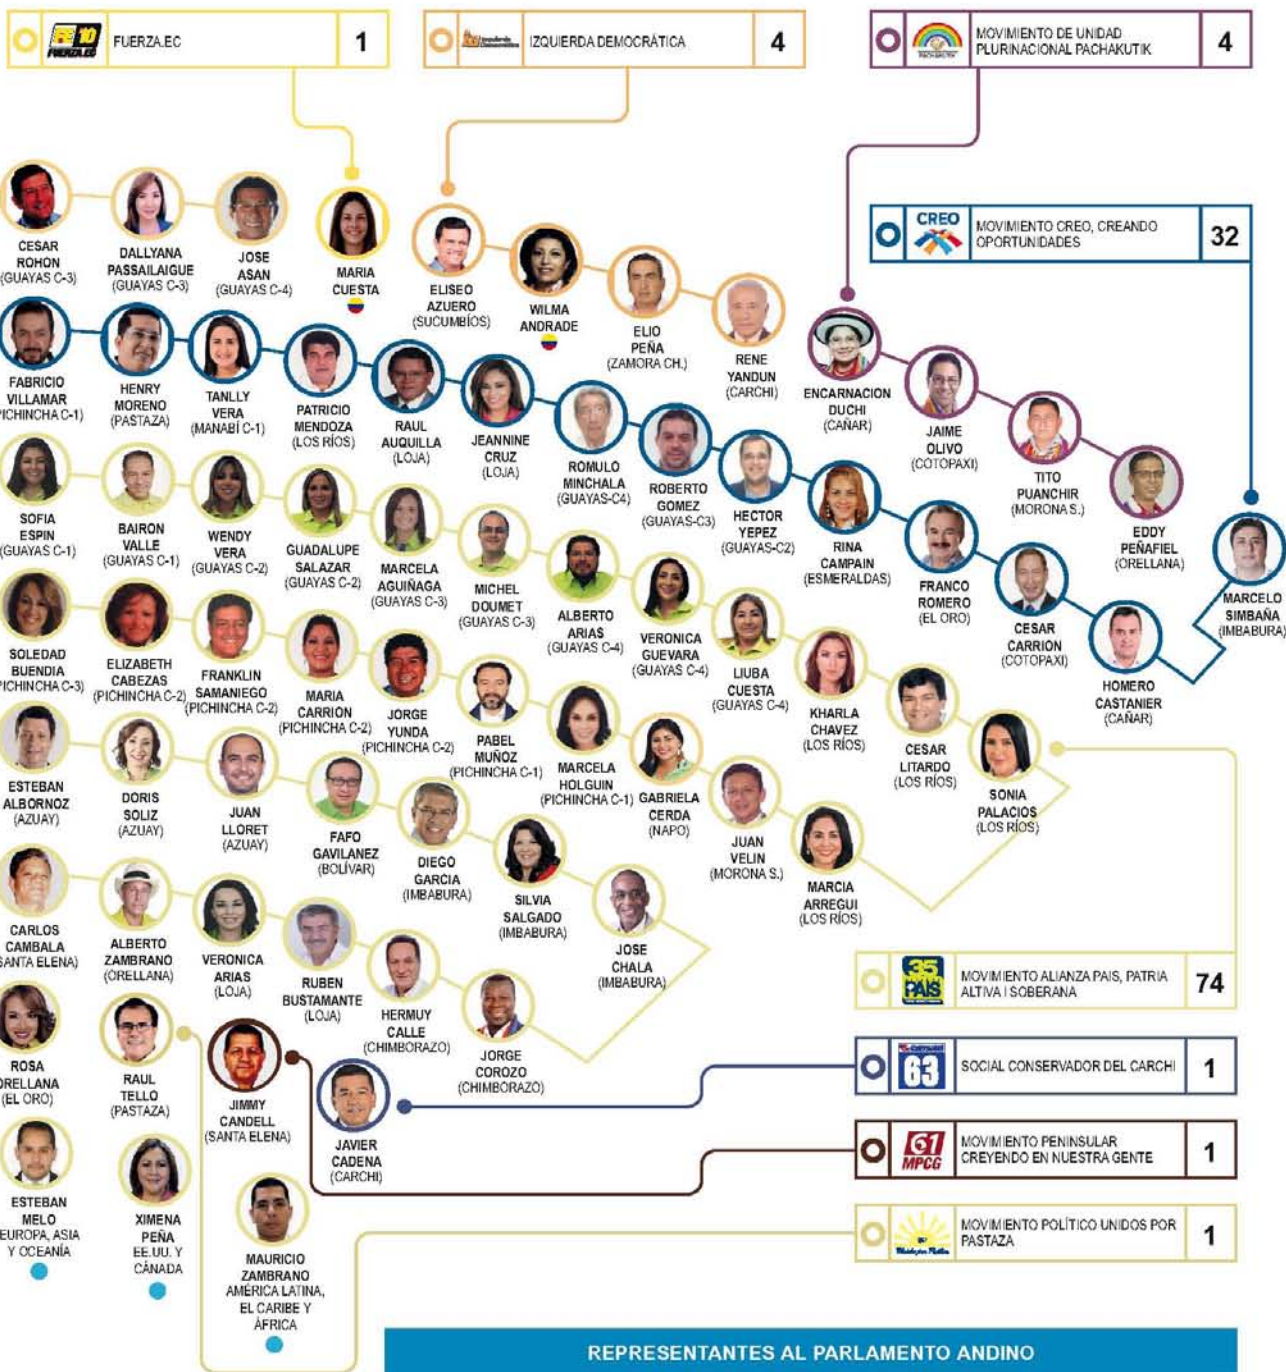 FUERZA.EC
1
IZQUIERDA DEMOCRÁTICA
4
MOVIMIENTO DE UNIDAD
PLURINACIONAL PACHAKUTIK
4
CESAR
ROHON
(GUAYAS C-3)
DALLYANA
PASSAILAIGUE
(GUAYAS C-3)
JOSE
ASAN
(GUAYAS C-4)
MARIA
CUESTA
ELISEO
AZUERO
(SUCUMBÍOS)
WILMA
ANDRADE
ELIO
PEÑA
(ZAMORA CH.)
RENE
YANDUN
(CARCHI)
CREO
MOVIMIENTO CREO, CREANDO
OPORTUNIDADES
32
ENCARNACION
DUCHI
(CAÑAR)
JAIME
OLIVO
(COTOPAXI)
TITO
PUANCHIR
(MORONA S.)
EDDY
PEÑAFIEL
(ORELLANA)
FABRICIO
VILLAMAR
PICHINCHA C-1)
HENRY
MORENO
(PASTAZA)
TANLLY
VERA
(MANABÍ C-1)
PATRICIO
MENDOZA
(LOS RÍOS)
RAUL
AUQUILLA
(LOJA)
JEANNINE
CRUZ
(LOJA)
ROMULO
MINCHALA
(GUAYAS-C4)
ROBERTO
GOMEZ
(GUAYAS-C3)
HECTOR
YEPEZ
(GUAYAS-C2)
RINA
CAMPAIN
(ESMERALDAS)
FRANCO
ROMERO
(EL ORO)
CESAR
CARRION
(COTOPAXI)
HOMERO
CASTANIER
(CAÑAR)
MARCELO
SIMBAÑA
(IMBABURA)
SOFIA
ESPIN
(GUAYAS C-1)
BAIRON
VALLE
(GUAYAS C-1)
WENDY
VERA
(GUAYAS C-2)
GUADALUPE
SALAZAR
(GUAYAS C-2)
MARCELA
AGUIÑAGA
(GUAYAS C-3)
MICHEL
DOUMET
(GUAYAS C-3)
ALBERTO
ARIAS
(GUAYAS C-4)
VERONICA
GUEVARA
(GUAYAS C-4)
LIUBA
CUESTA
(GUAYAS C-4)
KHARLA
CHAVEZ
(LOS RÍOS)
CESAR
LITARDO
(LOS RÍOS)
SONIA
PALACIOS
(LOS RÍOS)
SOLEDAD
BUENDIA
PICHINCHA C-3)
ELIZABETH
CABEZAS
(PICHINCHA C-2)
FRANKLIN
SAMANIEGO
(PICHINCHA C-2)
MARIA
CARRION
(PICHINCHA C-2)
JORGE
YUNDA
(PICHINCHA C-2)
PABEL
MUÑOZ
(PICHINCHA C-1)
MARCELA
HOLGUIN
(PICHINCHA C-1)
GABRIELA
CERDA
(NAPO)
JUAN
VELIN
(MORONA S.)
MARCIA
ARREGUI
(LOS RÍOS)
ESTEBAN
ALBORNOZ
(AZUAY)
DORIS
SOLIZ
(AZUAY)
JUAN
LLORET
(AZUAY)
FAFO
GAVILANEZ
(BOLÍVAR)
DIEGO
GARCIA
(IMBABURA)
SILVIA
SALGADO
(IMBABURA)
JOSE
CHALA
(IMBABURA)
CARLOS
CAMBALA
SANTA ELENA)
ALBERTO
ZAMBRANO
(ORELLANA)
VERONICA
ARIAS
(LOJA)
RUBEN
BUSTAMANTE
(LOJA)
HERMUY
CALLE
(CHIMBORAZO)
JORGE
COROZO
(CHIMBORAZO)
35
PAIS
MOVIMIENTO ALIANZA PAIS, PATRIA
ALTIVA I SOBERANA
74
ROSA
ORELLANA
(EL ORO)
RAUL
TELLO
(PASTAZA)
JIMMY
CANDELL
(SANTA ELENA)
JAVIER
CADENA
(CARCHI)
63
SOCIAL CONSERVADOR DEL CARCHI
1
61
MPCG
MOVIMIENTO PENINSULAR
CREYENDO EN NUESTRA GENTE
1
ESTEBAN
MELO
EUROPA, ASIA
Y OCEANÍA
XIMENA
PEÑA
EE.UU. Y
CÁNADA
MAURICIO
ZAMBRANO
AMÉRICA LATINA,
EL CARIBE Y
ÁFRICA
MOVIMIENTO POLÍTICO UNIDOS POR
PASTAZA
1
REPRESENTANTES AL PARLAMENTO ANDINO